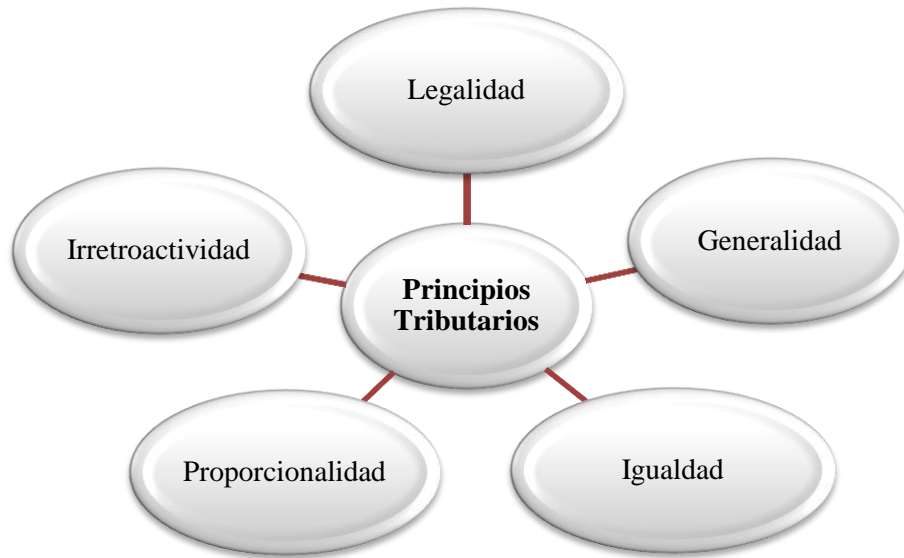 Legalidad
Irretroactividad
Generalidad
Principios
Tributarios
Proporcionalidad
Igualdad